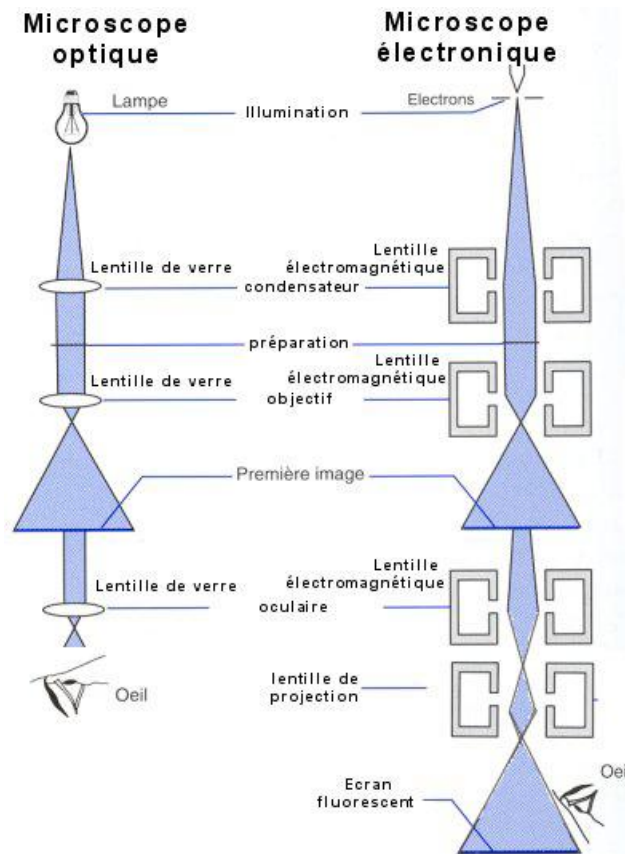 Microscope
optique
Microscope
électronique
Lampe
Illumination
Electrons
Lentille de verre
Lentille
électromagnétique
condensateur
préparation
Lentille de verre
Lentille
électromagnétique
objectif
Première image
Lentille de verre
Lentille
électromagnétique
oculaire
lentille de
projection
Oeil
Ecran
fluorescent
Oei